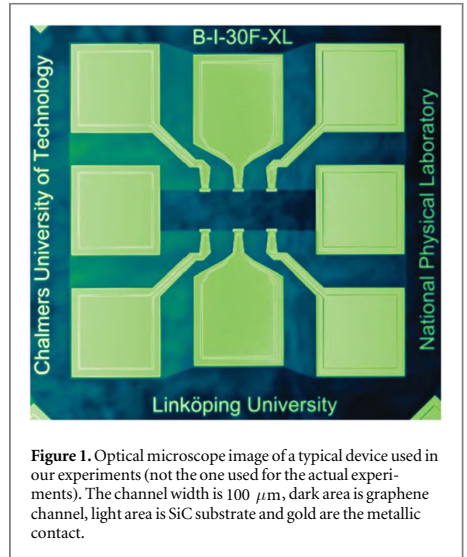 B-I-30F-XL
Chalmers University of Technology
National Physical Laboratory
Linköping University
Figure 1. Optical microscope image of a typical device used in
our experiments (not the one used for the actual experi-
ments). The channel width is 100 μm, dark area is graphene
channel, light area is SiC substrate and gold are the metallic
contact.